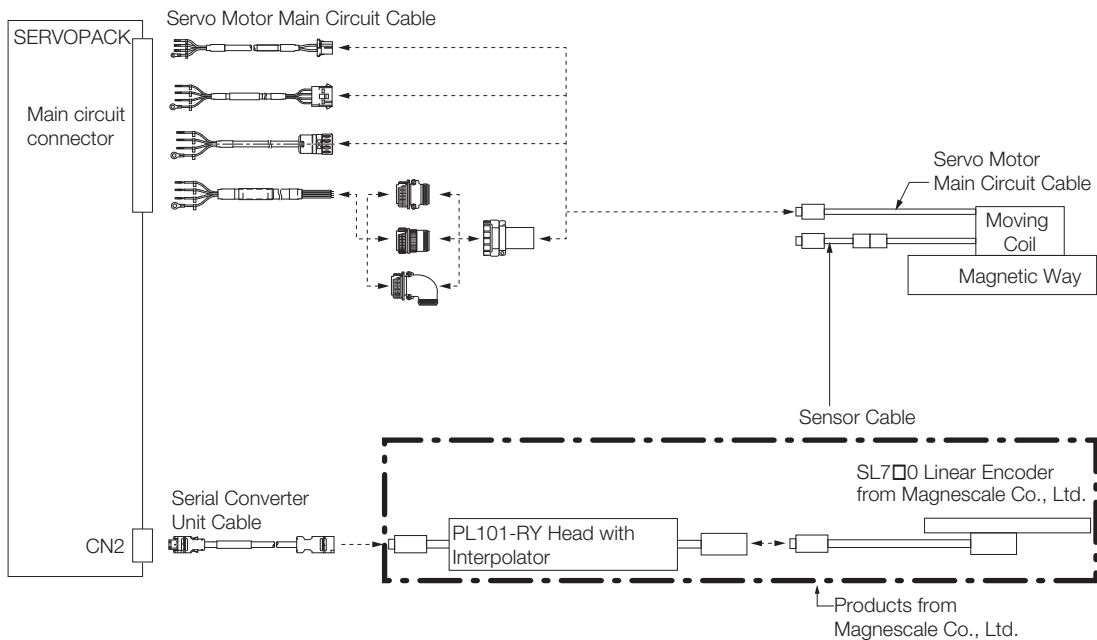 Servo Motor Main Circuit Cable
SERVOPACK
Main circuit
connector
Servo Motor
Main Circuit Cable
Moving
Coil
Magnetic Way
Sensor Cable
SL7□0 Linear Encoder
from Magnescale Co., Ltd.
Serial Converter
Unit Cable
CN2
PL101-RY Head with
Interpolator
Products from
Magnescale Co., Ltd.